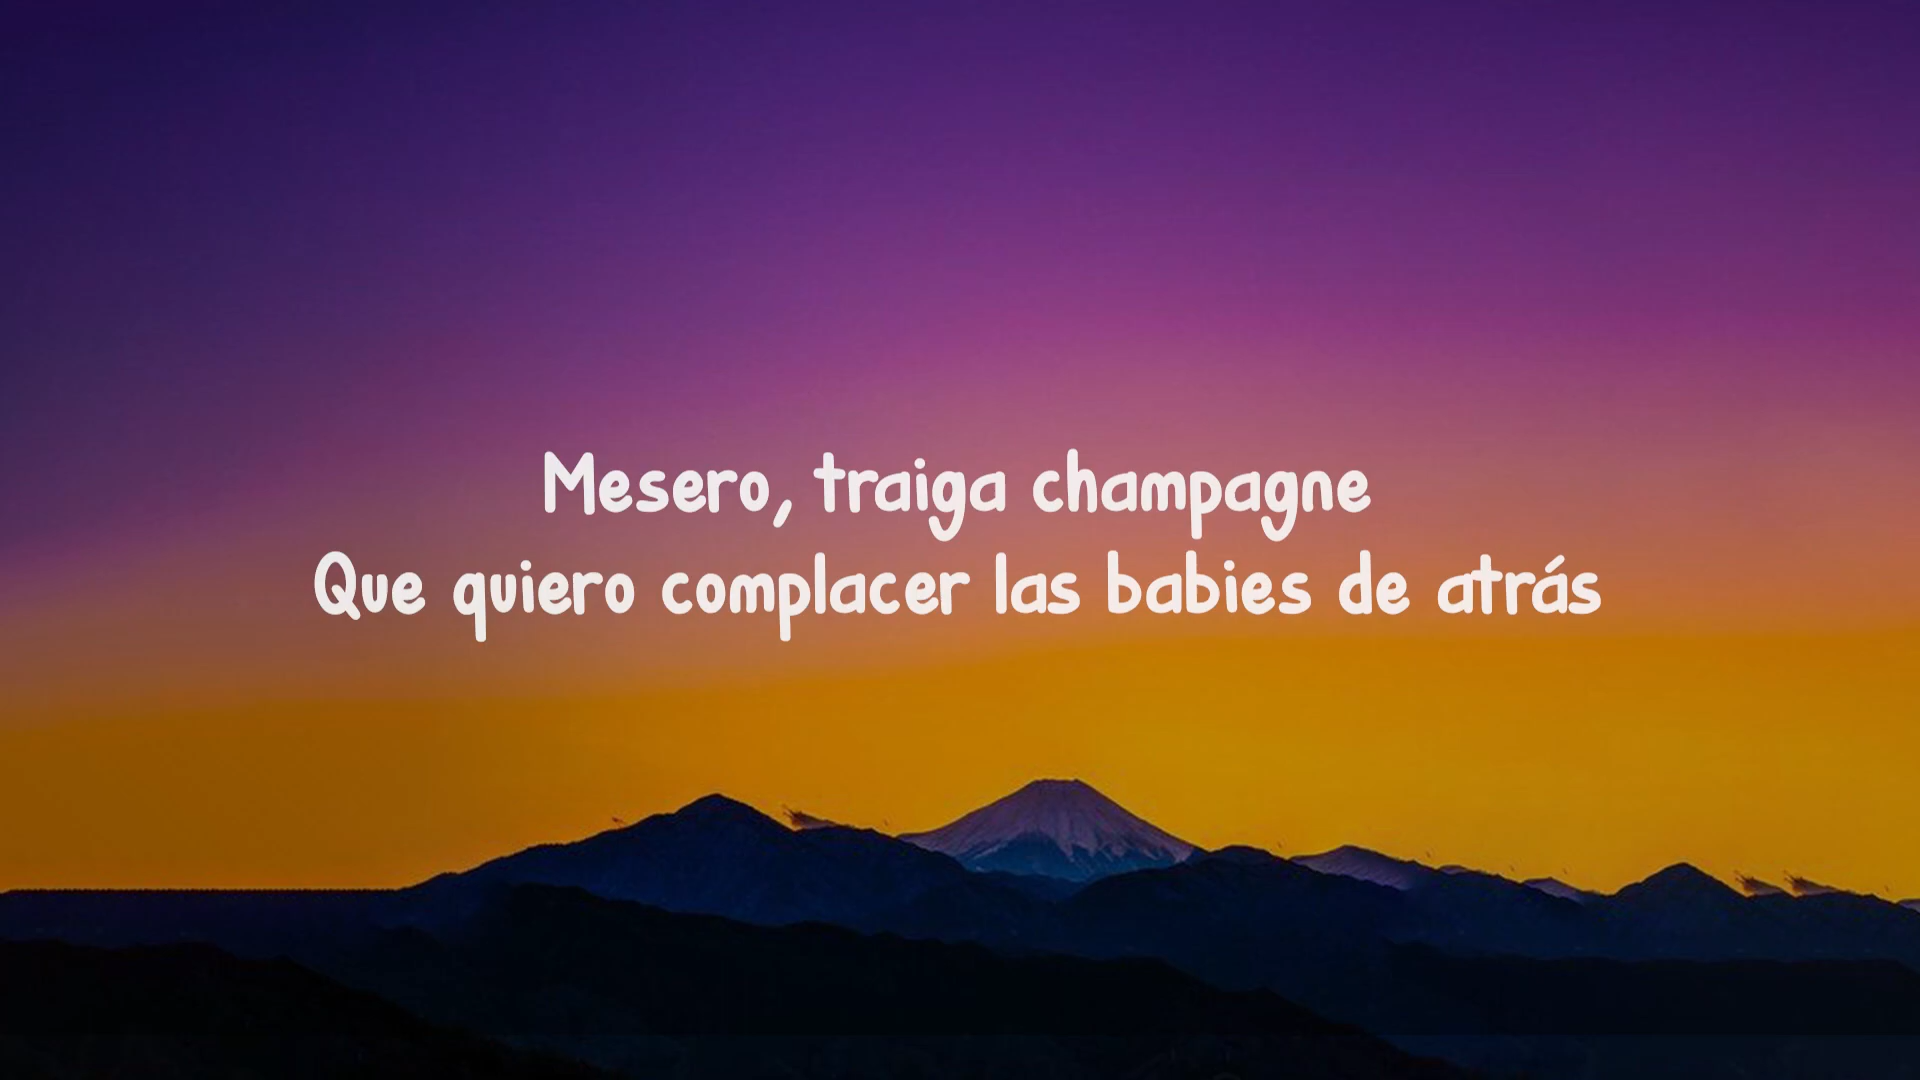 Mesero, traiga champagne
Que quiero complacer las babies de atrás